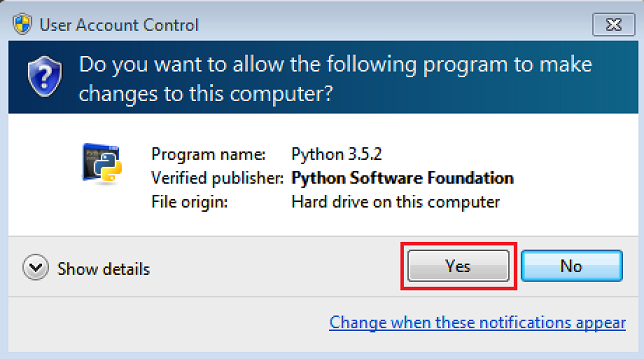 User Account Control
Do you want to allow the following program to make
changes to this computer?
Program name: Python 3.5.2
Verified publisher: Python Software Foundation
File origin: Hard drive on this computer
Show details
Yes
No
Change when these notifications appear